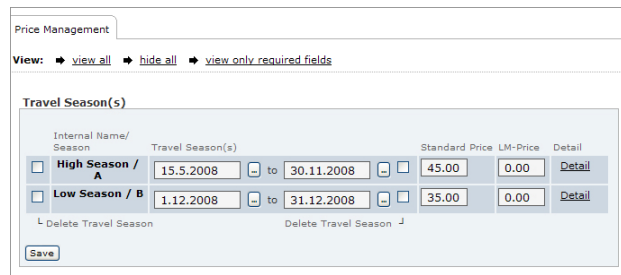 Price Management
View: view all hide all view only required fields
Travel Season(s)
Internal Name/
Season Travel Season(s) Standard Price LM-Price Detail
High Season /
A 15.5.2008 ... to 30.11.2008 ... 45.00 0.00 Detail
Low Season / B 1.12.2008 ... to 31.12.2008 ... 35.00 0.00 Detail
Delete Travel Season Delete Travel Season
Save